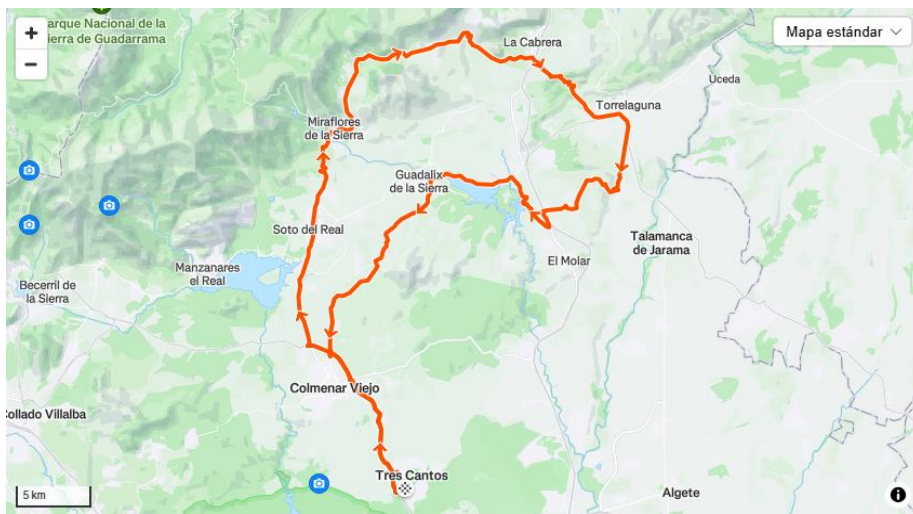 Parque Nacional de la
Sierra de Guadarrama
+
−
Mapa estándar
La Cabrera
Uceda
Torrelaguna
Miraflores
de la Sierra
Guadalix
de la Sierra
Soto del Real
Talamanca
de Jarama
El Molar
Manzanares
el Real
Becerril de
la Sierra
Colmenar Viejo
Collado Villalba
Tres Cantos
5 km
Algete
i